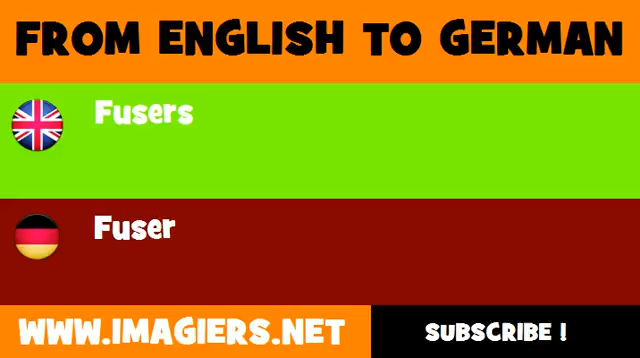 FROM ENGLISH TO GERMAN
Fusers
Fuser
WWW.IMAGIERS.NET
SUBSCRIBE !